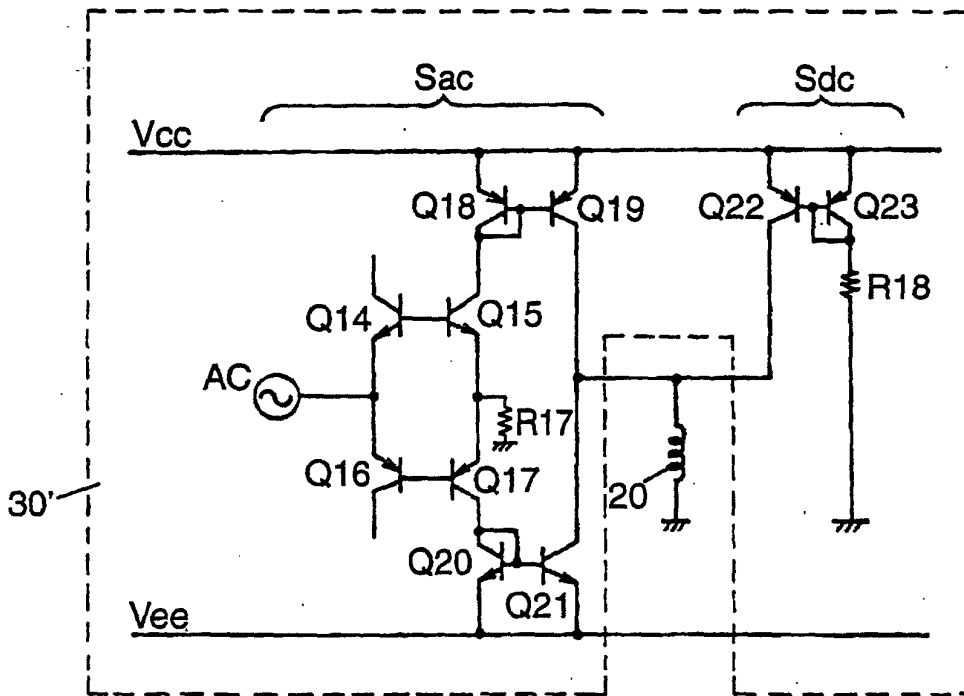 Sac
Sdc
Vcc
Q18
Q19
Q22
Q23
Q14
Q15
R18
AC
R17
Q16
Q17
20
30'
Q20
Q21
Vee